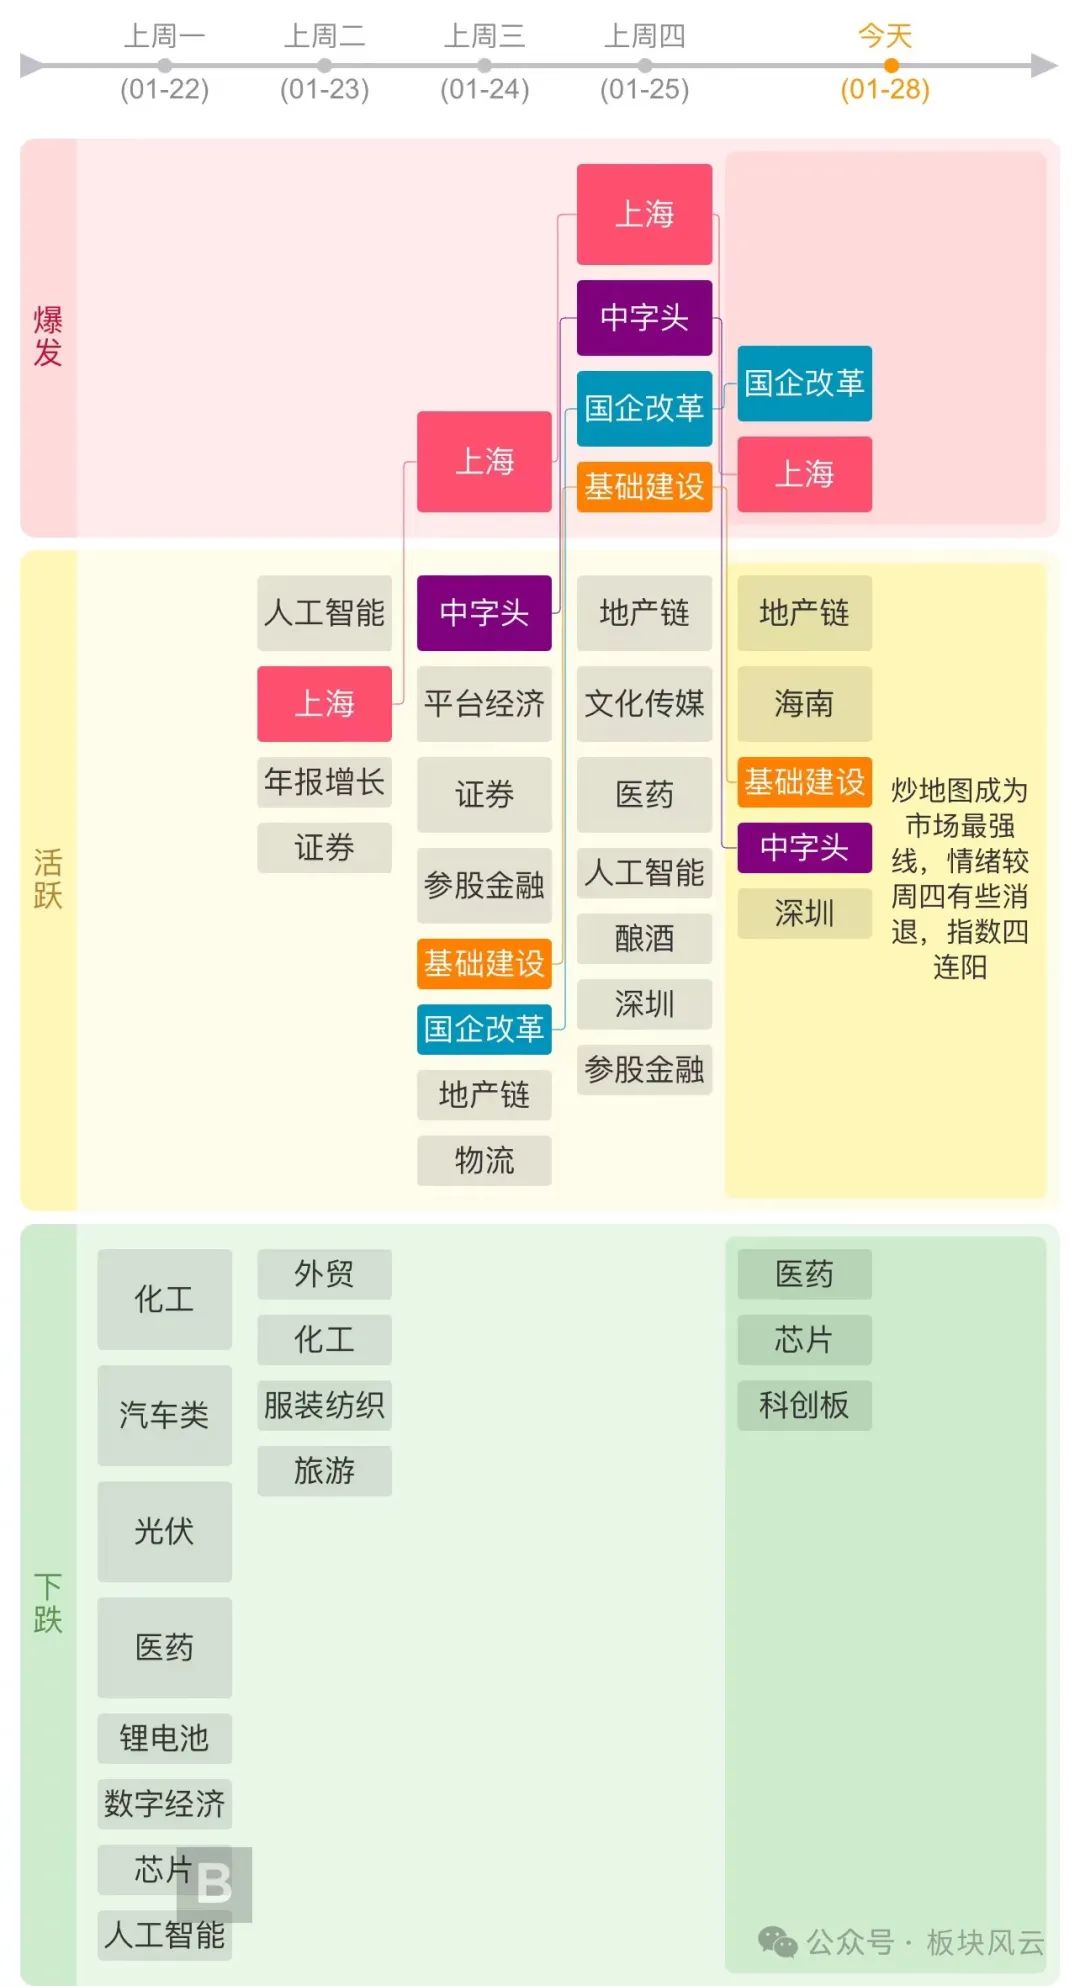 上周一
上周二
上周三
上周四
今天
(01-22)
(01-23)
(01-24)
(01-25)
(01-28)
爆发
上海
上海
中字头
国企改革
基础建设
国企改革
上海
活跃
人工智能
上海
年报增长
证券
中字头
平台经济
证券
参股金融
基础建设
国企改革
地产链
物流
地产链
文化传媒
医药
人工智能
酿酒
深圳
参股金融
地产链
海南
基础建设
中字头
深圳
炒地图成为
市场最强
线，情绪较
周四有些消
退，指数四
连阳
下跌
化工
汽车类
光伏
医药
锂电池
数字经济
芯片
人工智能
外贸
化工
服装纺织
旅游
医药
芯片
科创板
B
公众号·板块风云